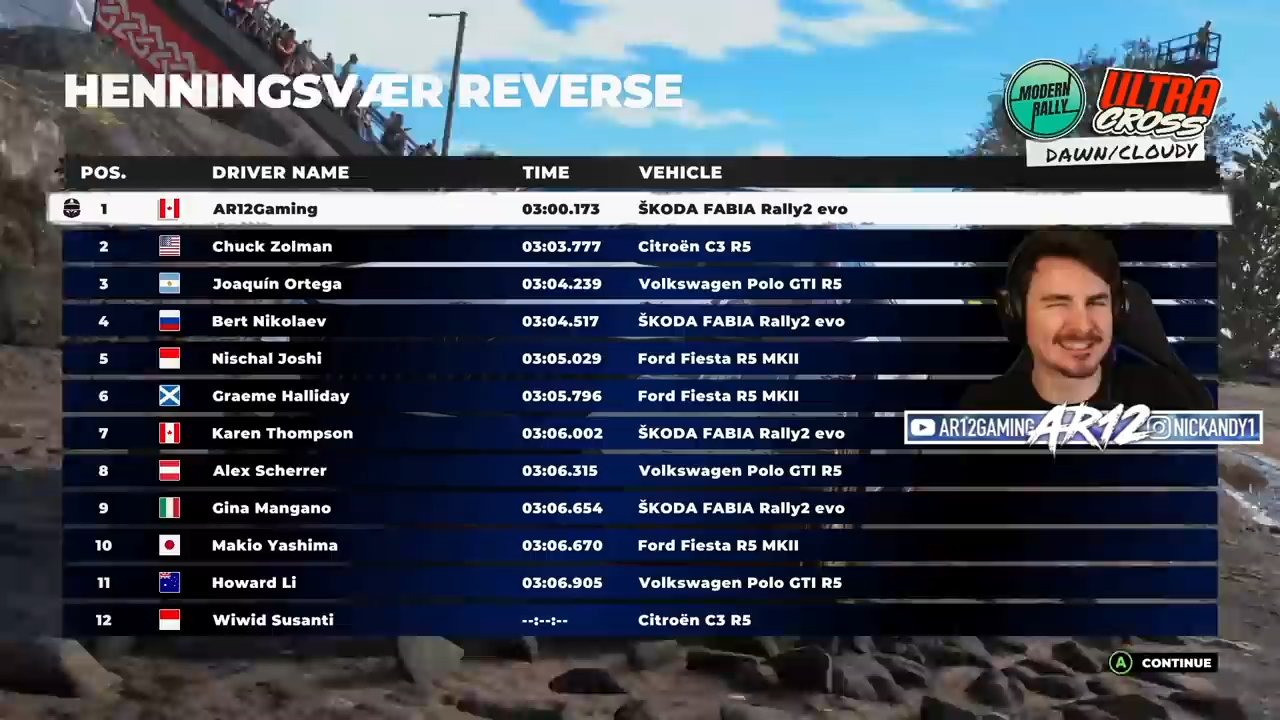 HENNINGSVÆR REVERSE
MODERN RALLY
ULTRA CROSS
DAWN/CLOUDY
POS. DRIVER NAME TIME VEHICLE
1 AR12Gaming 03:00.173 ŠKODA FABIA Rally2 evo
2 Chuck Zolman 03:03.777 Citroën C3 R5
3 Joaquín Ortega 03:04.239 Volkswagen Polo GTI R5
4 Bert Nikolaev 03:04.517 ŠKODA FABIA Rally2 evo
5 Nischal Joshi 03:05.029 Ford Fiesta R5 MKII
6 Graeme Halliday 03:05.796 Ford Fiesta R5 MKII
7 Karen Thompson 03:06.002 ŠKODA FABIA Rally2 evo
AR12GAMING AR12 NICKANDY1
8 Alex Scherrer 03:06.315 Volkswagen Polo GTI R5
9 Gina Mangano 03:06.654 ŠKODA FABIA Rally2 evo
10 Makio Yashima 03:06.670 Ford Fiesta R5 MKII
11 Howard Li 03:06.905 Volkswagen Polo GTI R5
12 Wiwid Susanti --:--:-- Citroën C3 R5
A CONTINUE